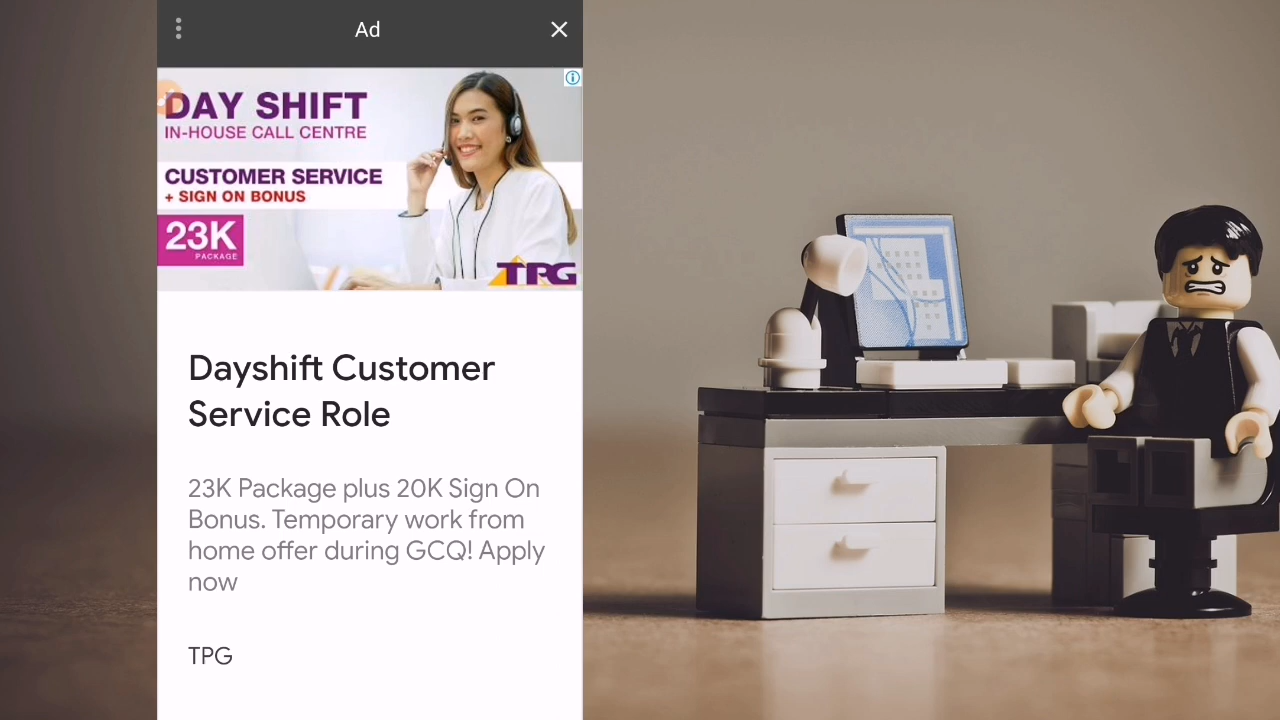 Ad
DAY SHIFT
IN-HOUSE CALL CENTRE
CUSTOMER SERVICE
+ SIGN ON BONUS
23K
PACKAGE
TPG
Dayshift Customer
Service Role
23K Package plus 20K Sign On
Bonus. Temporary work from
home offer during GCQ! Apply
now
TPG